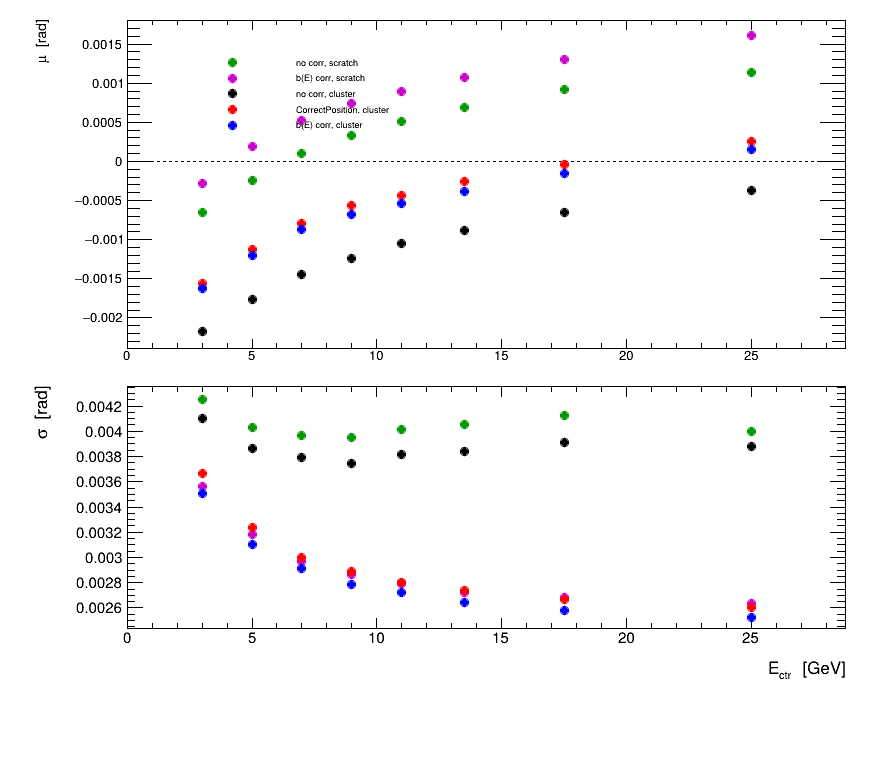 μ [rad]
0.0015
0.001
0.0005
0
−0.0005
−0.001
−0.0015
−0.002
no corr, scratch
b(E) corr, scratch
no corr, cluster
CorrectPosition, cluster
b(E) corr, cluster
0 5 10 15 20 25
σ [rad]
0.0042
0.004
0.0038
0.0036
0.0034
0.0032
0.003
0.0028
0.0026
0 5 10 15 20 25
E_ctr [GeV]